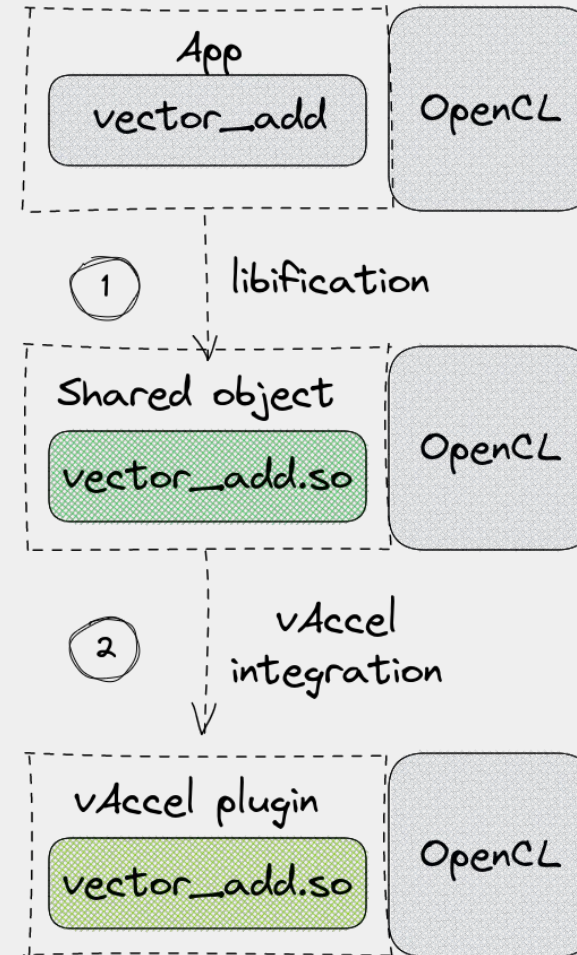 App
vector_add
OpenCL
1
libification
Shared object
vector_add.so
OpenCL
2
vAccel
integration
vAccel plugin
vector_add.so
OpenCL